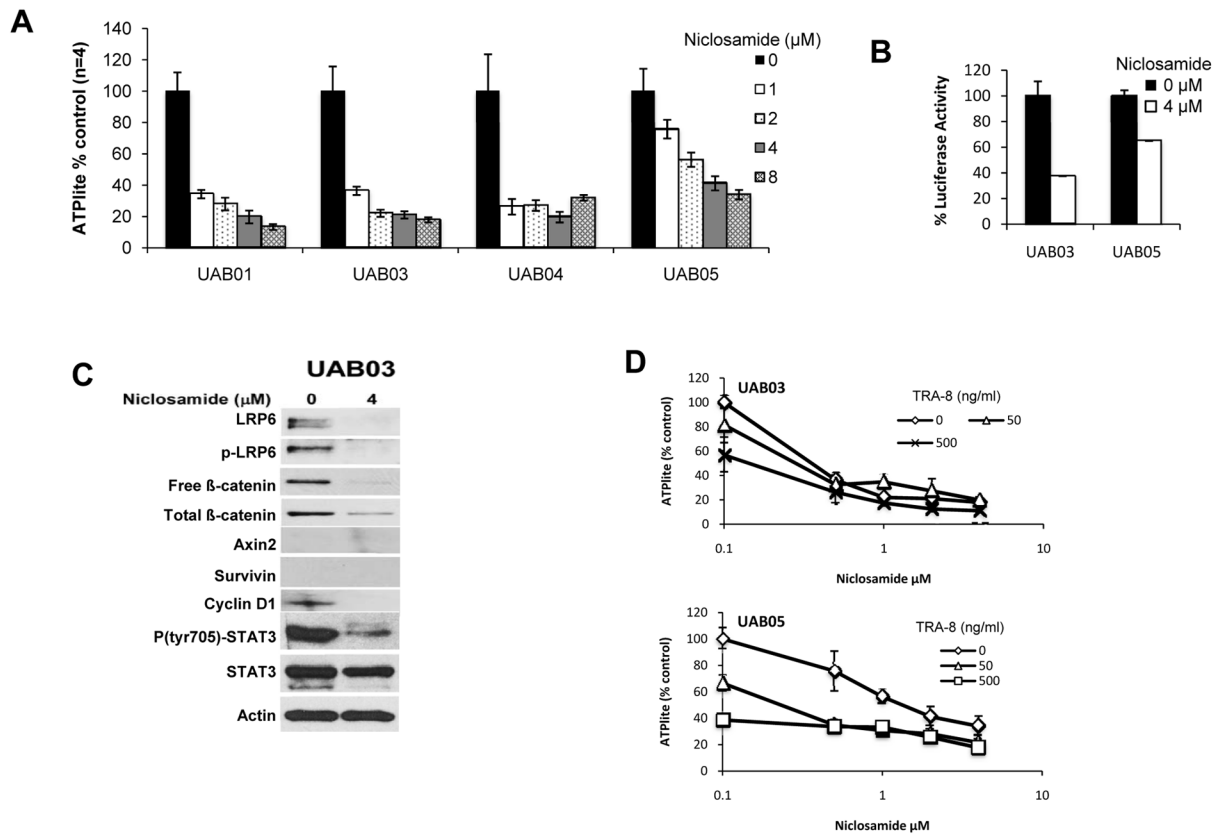 A
ATPlite % control (n=4)
140
120
100
80
60
40
20
0
UAB01 UAB03 UAB04 UAB05
Niclosamide (µM)
0
1
2
4
8
B
% Luciferase Activity
120
100
80
60
40
20
0
UAB03 UAB05
Niclosamide
0 µM
4 µM
C
UAB03
Niclosamide (µM) 0 4
LRP6
p-LRP6
Free ß-catenin
Total ß-catenin
Axin2
Survivin
Cyclin D1
P(tyr705)-STAT3
STAT3
Actin
D
ATPlite (% control)
120
100
80
60
40
20
0
UAB03
TRA-8 (ng/ml)
0 50
500
0.1 1 10
Niclosamide µM
ATPlite (% control)
120
100
80
60
40
20
0
UAB05
TRA-8 (ng/ml)
0
50
500
0.1 1 10
Niclosamide µM